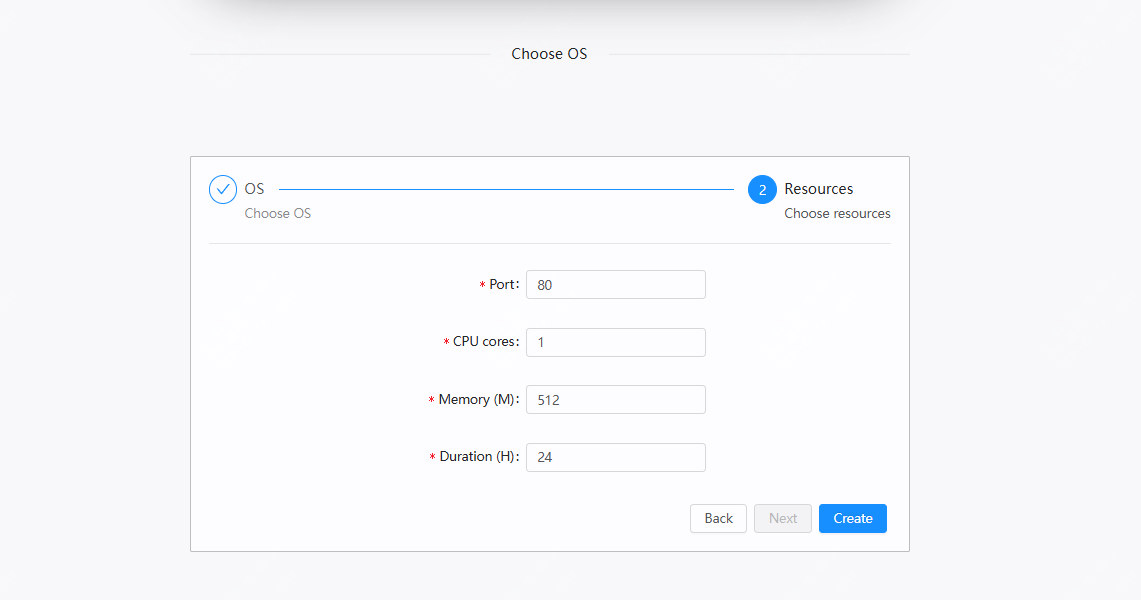 Choose OS
OS
Choose OS
2 Resources
Choose resources
* Port: 80
* CPU cores: 1
* Memory (M): 512
* Duration (H): 24
Back Next Create